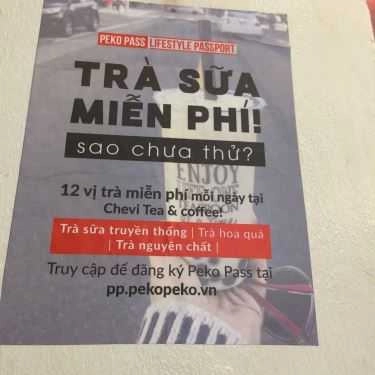 PEKO PASS LIFESTYLE PASSPORT
TRÀ SỮA
MIỄN PHÍ!
sao chưa thử?
ENJOY
12 vị trà miễn phí mỗi ngày tại
Chevi Tea & coffee!
Trà sữa truyền thống | Trà hoa quả
| Trà nguyên chất |
Truy cập để đăng ký Peko Pass tại
pp.pekopeko.vn